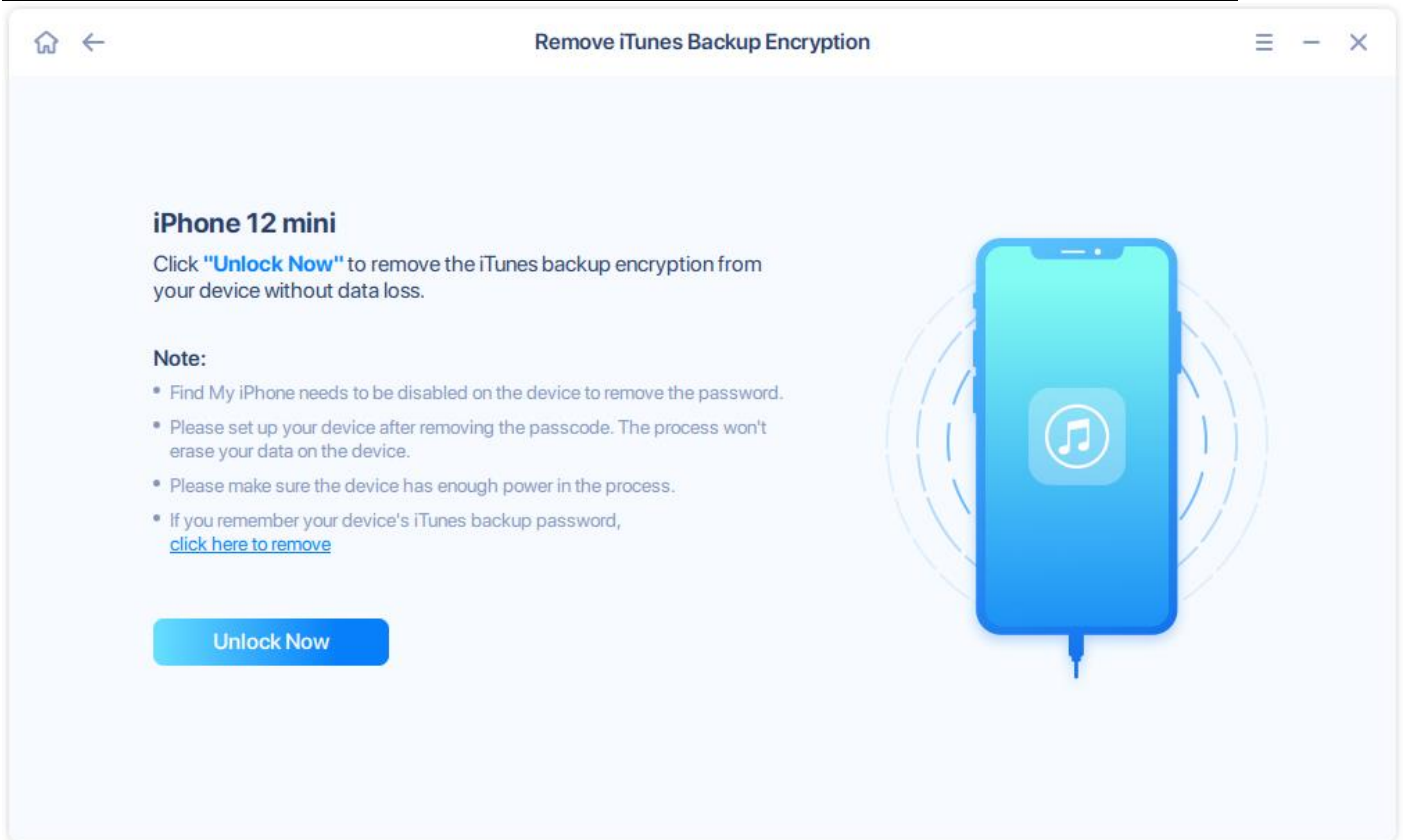 Remove iTunes Backup Encryption
iPhone 12 mini
Click "Unlock Now" to remove the iTunes backup encryption from
your device without data loss.
Note:
• Find My iPhone needs to be disabled on the device to remove the password.
• Please set up your device after removing the passcode. The process won't
erase your data on the device.
• Please make sure the device has enough power in the process.
• If you remember your device's iTunes backup password,
click here to remove
Unlock Now